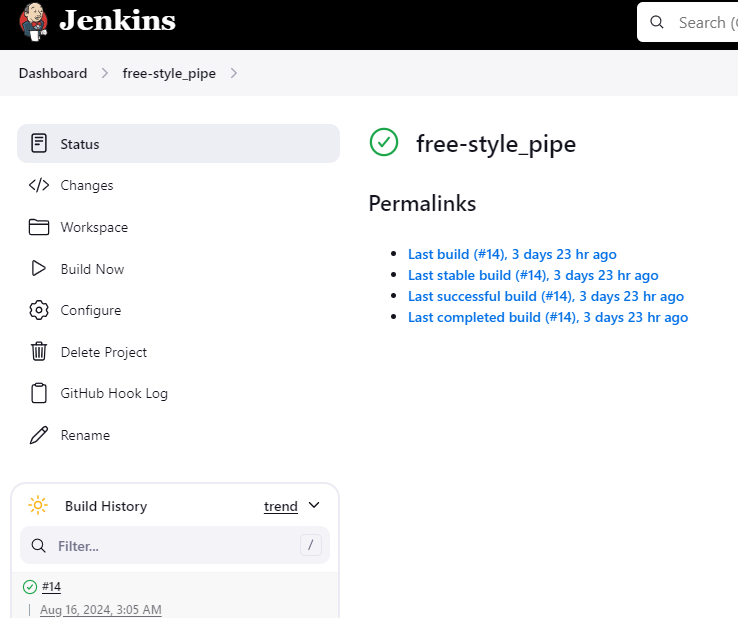 Jenkins
Search (
Dashboard > free-style_pipe >
Status
Changes
Workspace
Build Now
Configure
Delete Project
GitHub Hook Log
Rename
free-style_pipe
Permalinks
• Last build (#14), 3 days 23 hr ago
• Last stable build (#14), 3 days 23 hr ago
• Last successful build (#14), 3 days 23 hr ago
• Last completed build (#14), 3 days 23 hr ago
Build History trend
Filter... /
#14
Aug 16, 2024, 3:05 AM